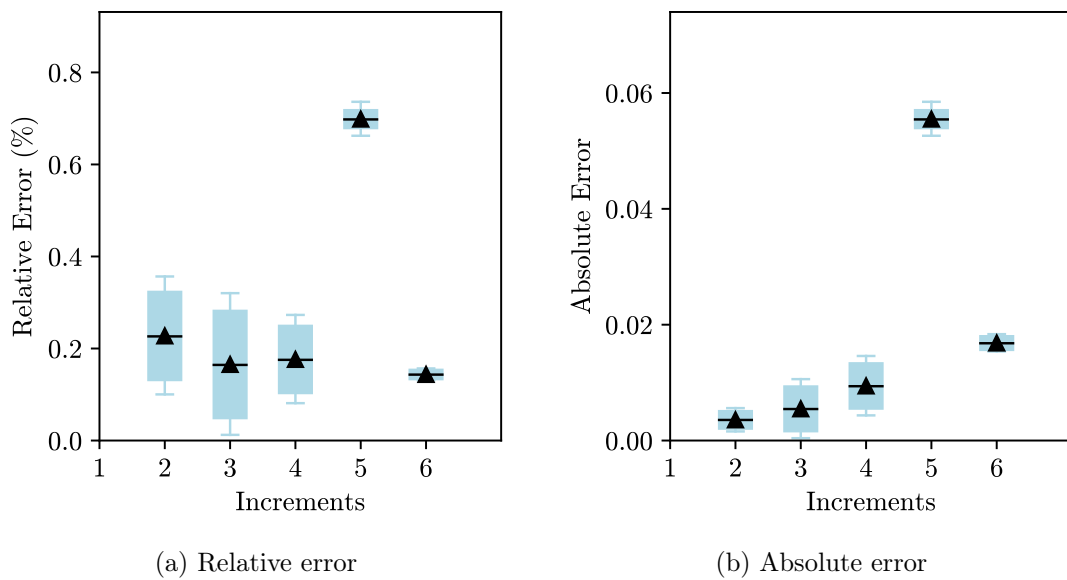 Relative Error (%)
0.8
0.6
0.4
0.2
0.0
1 2 3 4 5 6
Increments
(a) Relative error
Absolute Error
0.06
0.04
0.02
0.00
1 2 3 4 5 6
Increments
(b) Absolute error